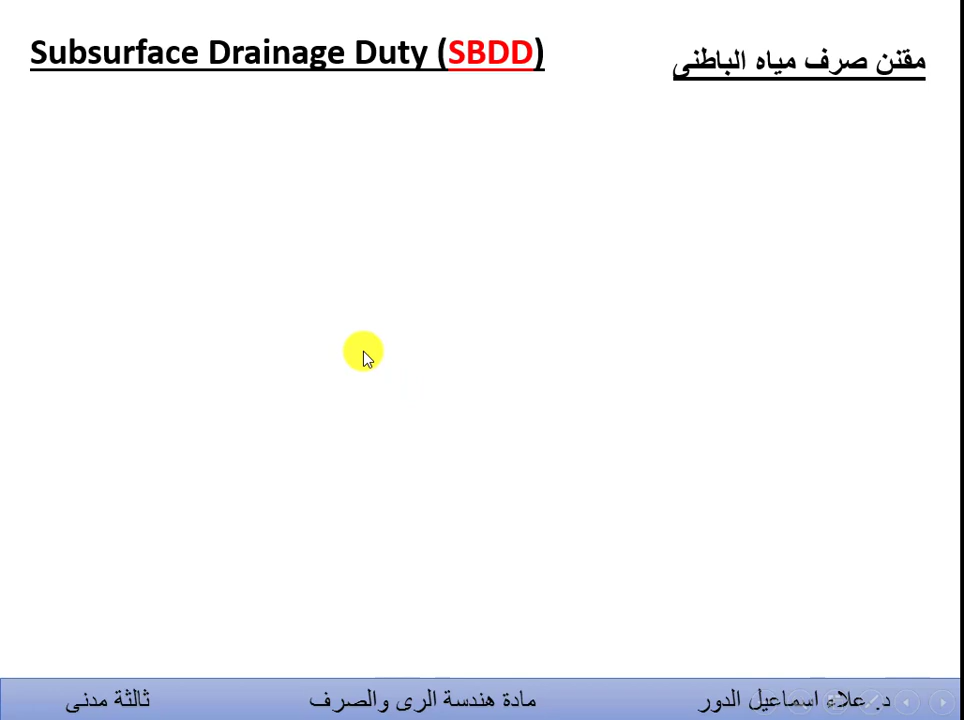 Subsurface Drainage Duty (SBDD)
مقنن صرف مياه الباطنى
د. علاء اسماعيل الدور
مادة هندسة الرى والصرف
ثالثة مدنى